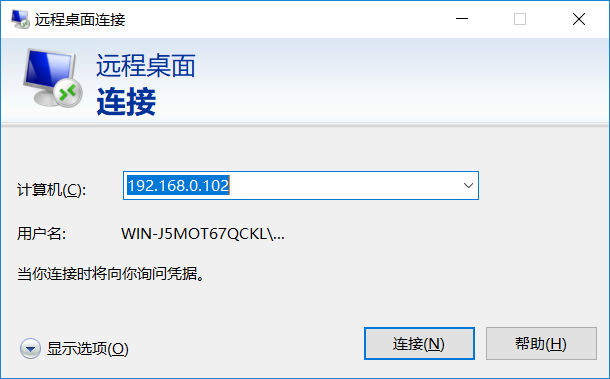 远程桌面连接
远程桌面
连接
计算机(C): 192.168.0.102
用户名: WIN-J5MOT67QCKL\...
当你连接时将向你询问凭据。
显示选项(O) 连接(N) 帮助(H)